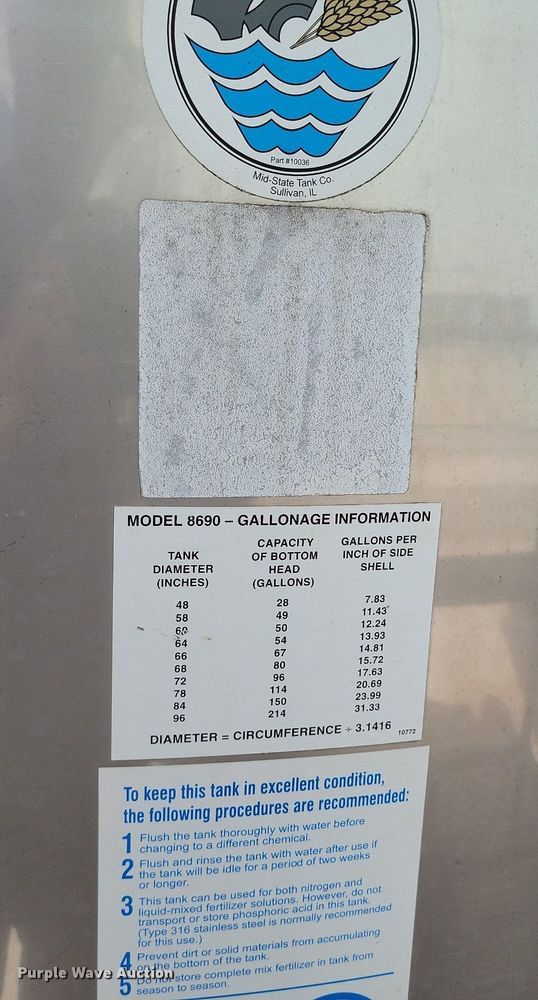 Part #10036
Mid-State Tank Co.
Sullivan, IL
MODEL 8690 – GALLONAGE INFORMATION
TANK DIAMETER (INCHES) CAPACITY OF BOTTOM HEAD (GALLONS) GALLONS PER INCH OF SIDE SHELL
48 28 7.83
58 49 11.43
60 50 12.24
64 54 13.93
66 67 14.81
68 80 15.72
72 96 17.63
78 114 20.69
84 150 23.99
96 214 31.33
DIAMETER = CIRCUMFERENCE ÷ 3.1416 10772
To keep this tank in excellent condition,
the following procedures are recommended:
1 Flush the tank thoroughly with water before
changing to a different chemical.
2 Flush and rinse the tank with water after use if
the tank will be idle for a period of two weeks
or longer.
3 This tank can be used for both nitrogen and
liquid-mixed fertilizer solutions. However, do not
transport or store phosphoric acid in this tank.
(Type 316 stainless steel is normally recommended
for this use.)
4 Prevent dirt or solid materials from accumulating
on the bottom of the tank.
5 Do not store complete mix fertilizer in tank from
season to season.
Purple Wave Auction